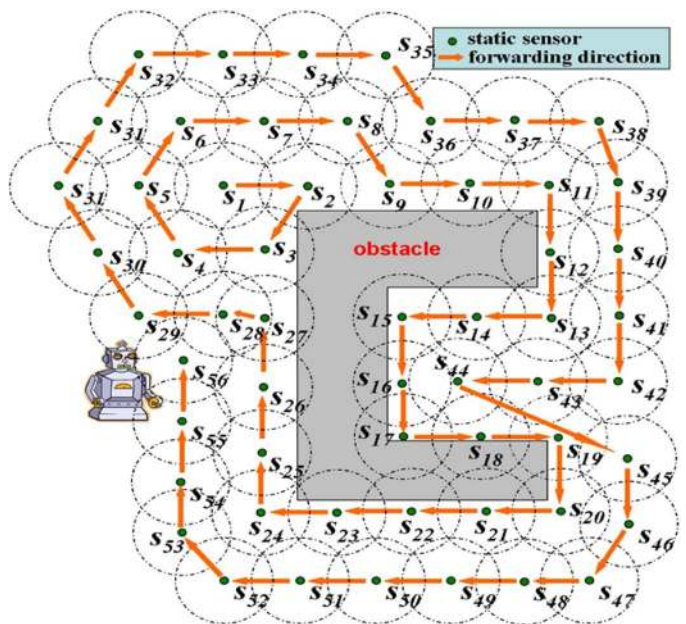 static sensor
forwarding direction
S35
S32 S33 S34
S31 S6 S7 S8 S36 S37 S38
S31 S5 S1 S2 S9 S10 S11 S39
S30 S4 S3 obstacle S12 S40
S29 S28 S27 S15 S14 S13 S41
S56 S26 S16 S44 S43 S42
S55 S25 S17 S18 S19 S45
S54 S24 S23 S22 S21 S20 S46
S53
S52 S51 S50 S49 S48 S47